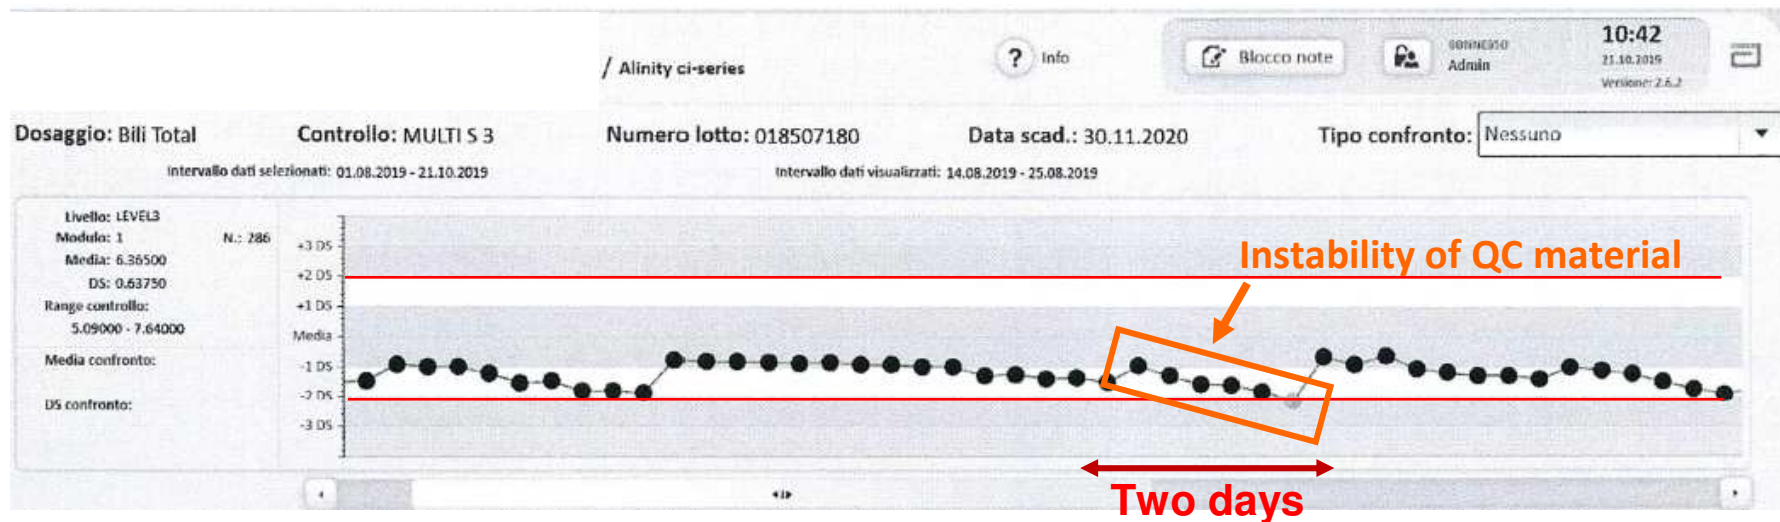 / Alinity ci-series
? Info
Blocco note
CONNESSO
Admin
10:42
21.10.2019
Versione: 2.6.2
Dosaggio: Bili Total Controllo: MULTI S 3 Numero lotto: 018507180 Data scad.: 30.11.2020 Tipo confronto: Nessuno
Intervallo dati selezionati: 01.08.2019 - 21.10.2019 Intervallo dati visualizzati: 14.08.2019 - 25.08.2019
Livello: LEVEL3
Modulo: 1 N.: 286
Media: 6.36500
DS: 0.63750
Range controllo:
5.09000 - 7.64000
Media confronto:
DS confronto:
+3 DS
+2 DS
+1 DS
Media
-1 DS
-2 DS
-3 DS
Instability of QC material
Two days